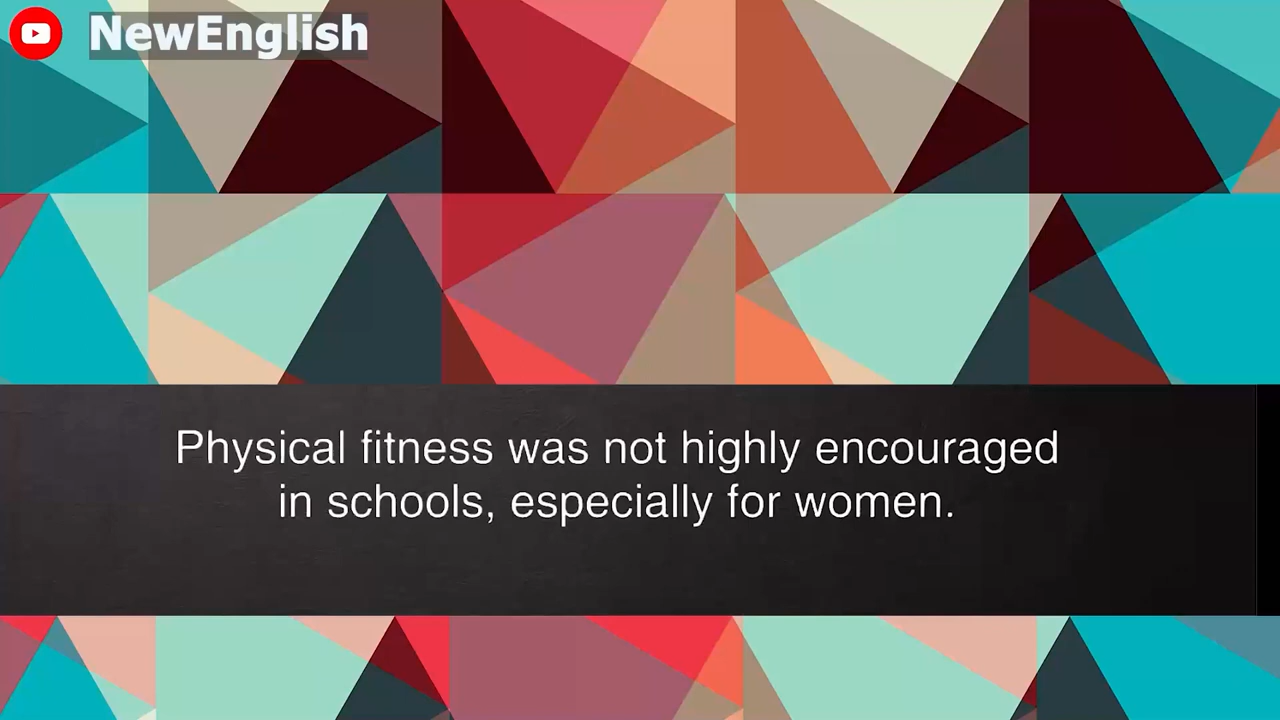 NewEnglish
Physical fitness was not highly encouraged
in schools, especially for women.